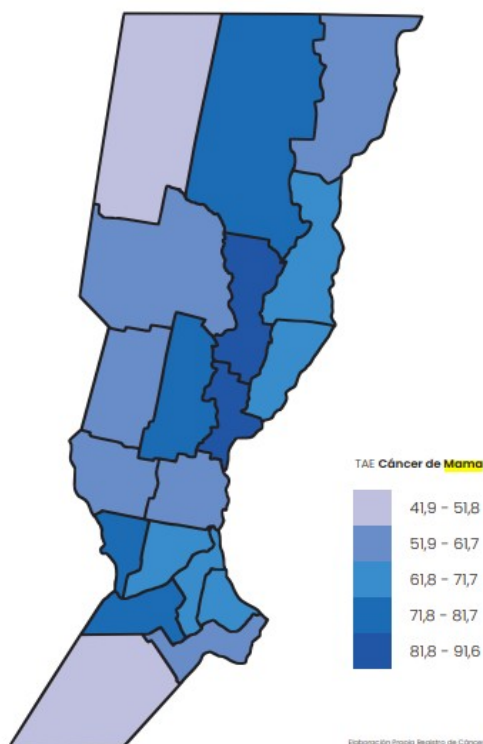 TAE Cáncer de Mama
41,9 - 51,8
51,9 - 61,7
61,8 - 71,7
71,8 - 81,7
81,8 - 91,6
Elaboración Propia Registro de Cáncer